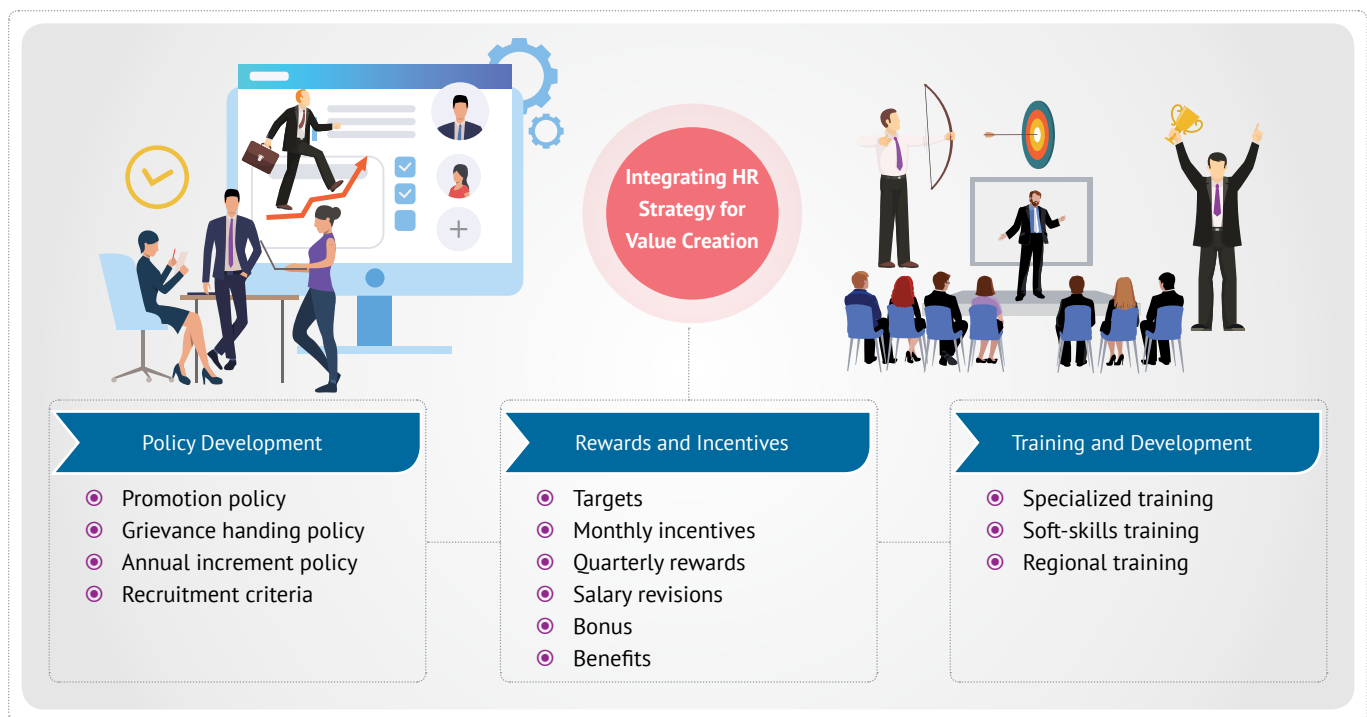 Integrating HR
Strategy for
Value Creation
Policy Development
Promotion policy
Grievance handing policy
Annual increment policy
Recruitment criteria
Rewards and Incentives
Targets
Monthly incentives
Quarterly rewards
Salary revisions
Bonus
Benefits
Training and Development
Specialized training
Soft-skills training
Regional training